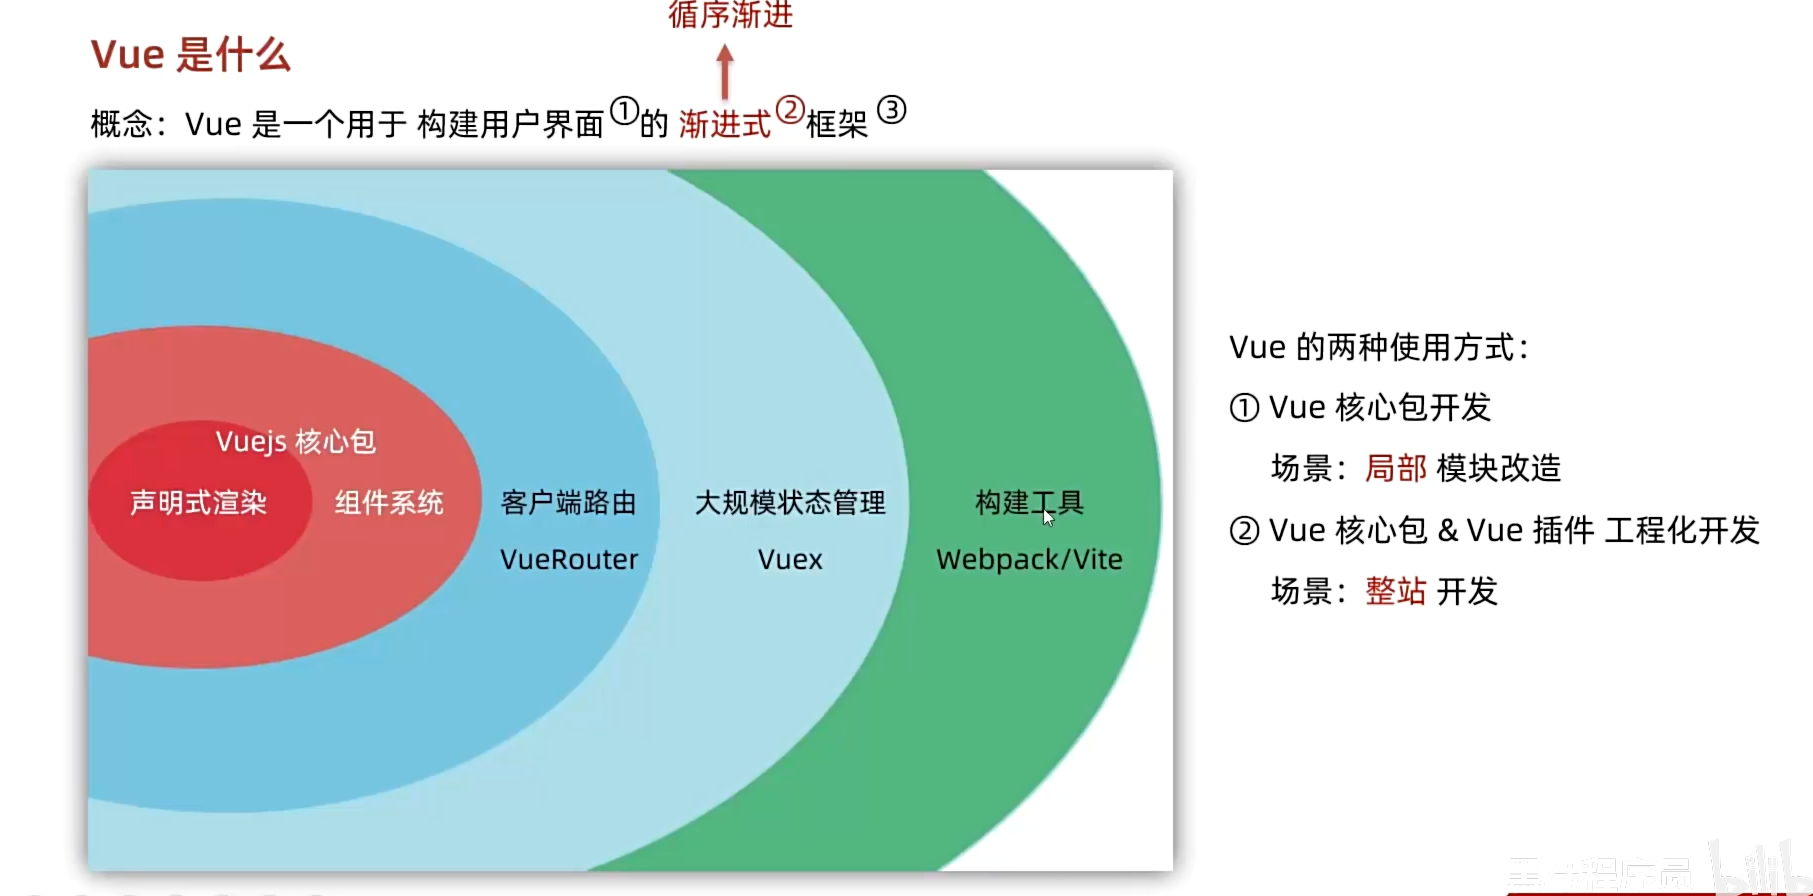 循序渐进
Vue 是什么
概念：Vue 是一个用于 构建用户界面①的 渐进式②框架③
Vuejs 核心包
声明式渲染
组件系统
客户端路由
VueRouter
大规模状态管理
Vuex
构建工具
Webpack/Vite
Vue 的两种使用方式：
① Vue 核心包开发
场景：局部 模块改造
② Vue 核心包 & Vue 插件 工程化开发
场景：整站 开发